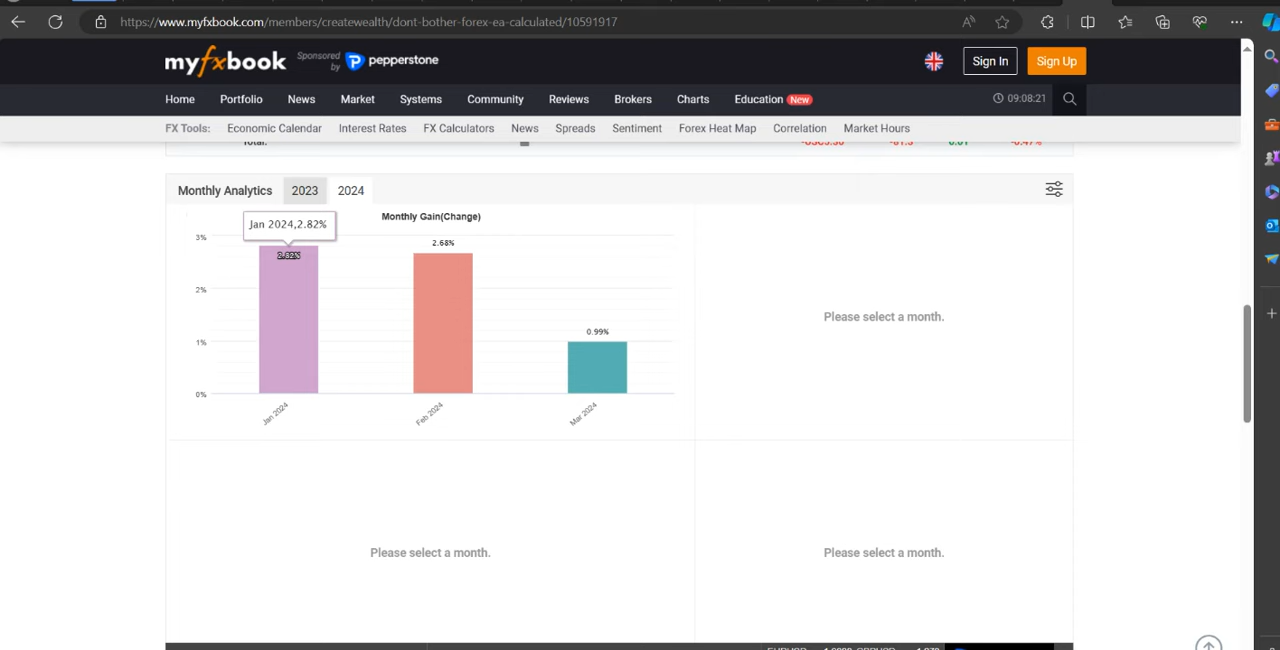 https://www.myfxbook.com/members/createwealth/dont-bother-forex-ea-calculated/10591917
myfxbook Sponsored by pepperstone
Sign In Sign Up
Home Portfolio News Market Systems Community Reviews Brokers Charts Education New 09:08:21
FX Tools: Economic Calendar Interest Rates FX Calculators News Spreads Sentiment Forex Heat Map Correlation Market Hours
Total:
Monthly Analytics 2023 2024
Monthly Gain(Change)
Jan 2024,2.82%
3%
2.82%
2.68%
2%
0.99%
1%
0%
Jan 2024 Feb 2024 Mar 2024
Please select a month.
Please select a month.
Please select a month.